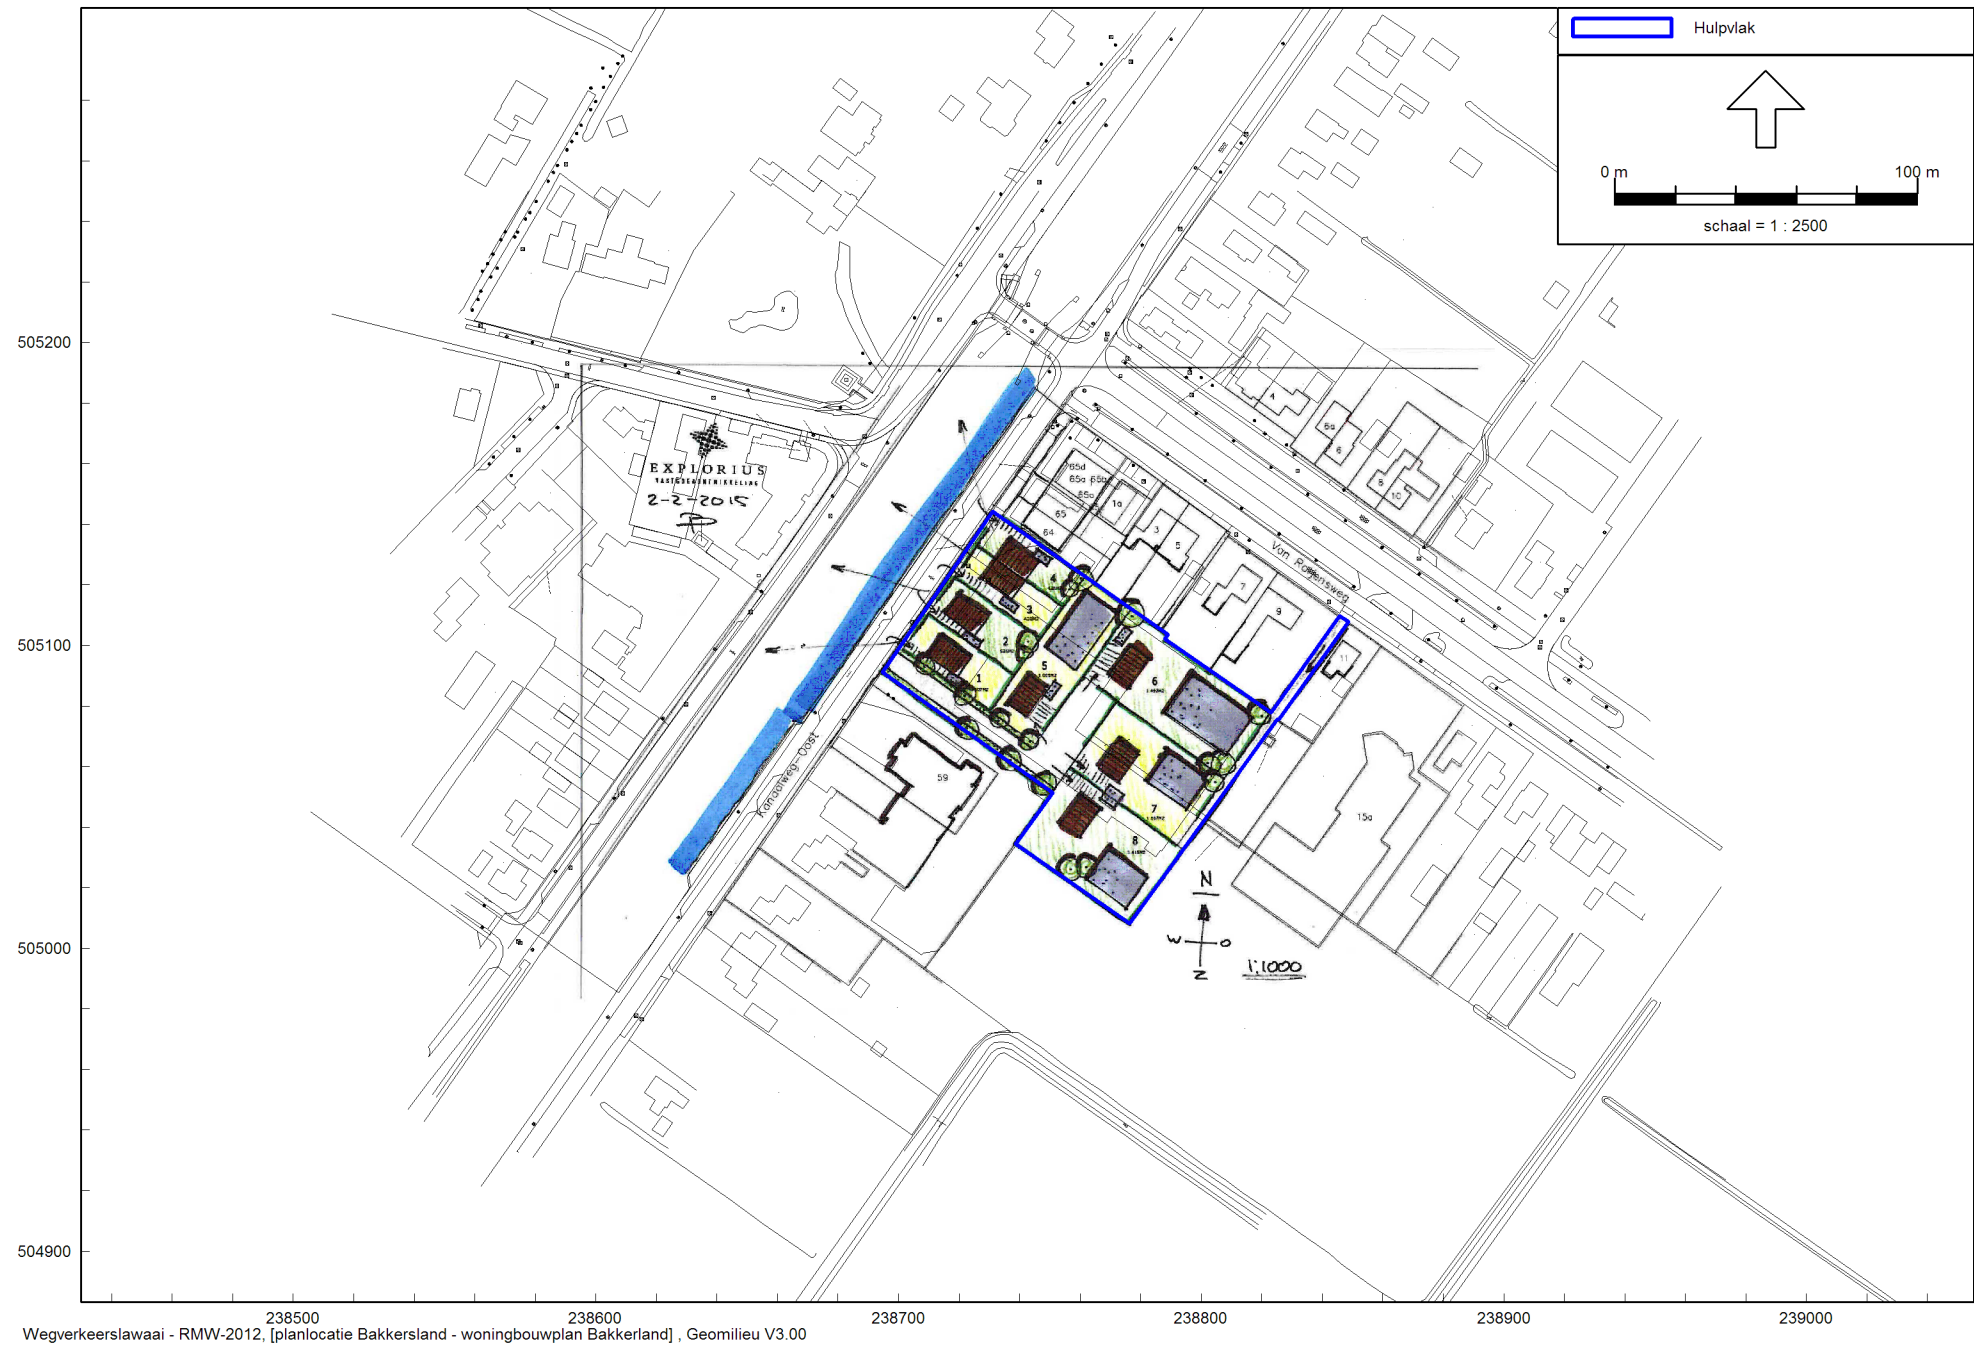 Hulpvlak
0 m 100 m
schaal = 1 : 2500
505200
505100
505000
504900
238500 238600 238700 238800 238900 239000
EXPLORIUS
VASTGOEDONTWIKKELING
2-2-2015
65d
65a 65b
65a
65
64
1a
3
5
7
9
11
4
6a
6
8
10
15a
59
Von Roijensweg
Kanaalweg-Oost
4
3
2
1
5
6
7
8
N
W O
Z
1:1000
Wegverkeerslawaai - RMW-2012, [planlocatie Bakkersland - woningbouwplan Bakkerland] , Geomilieu V3.00